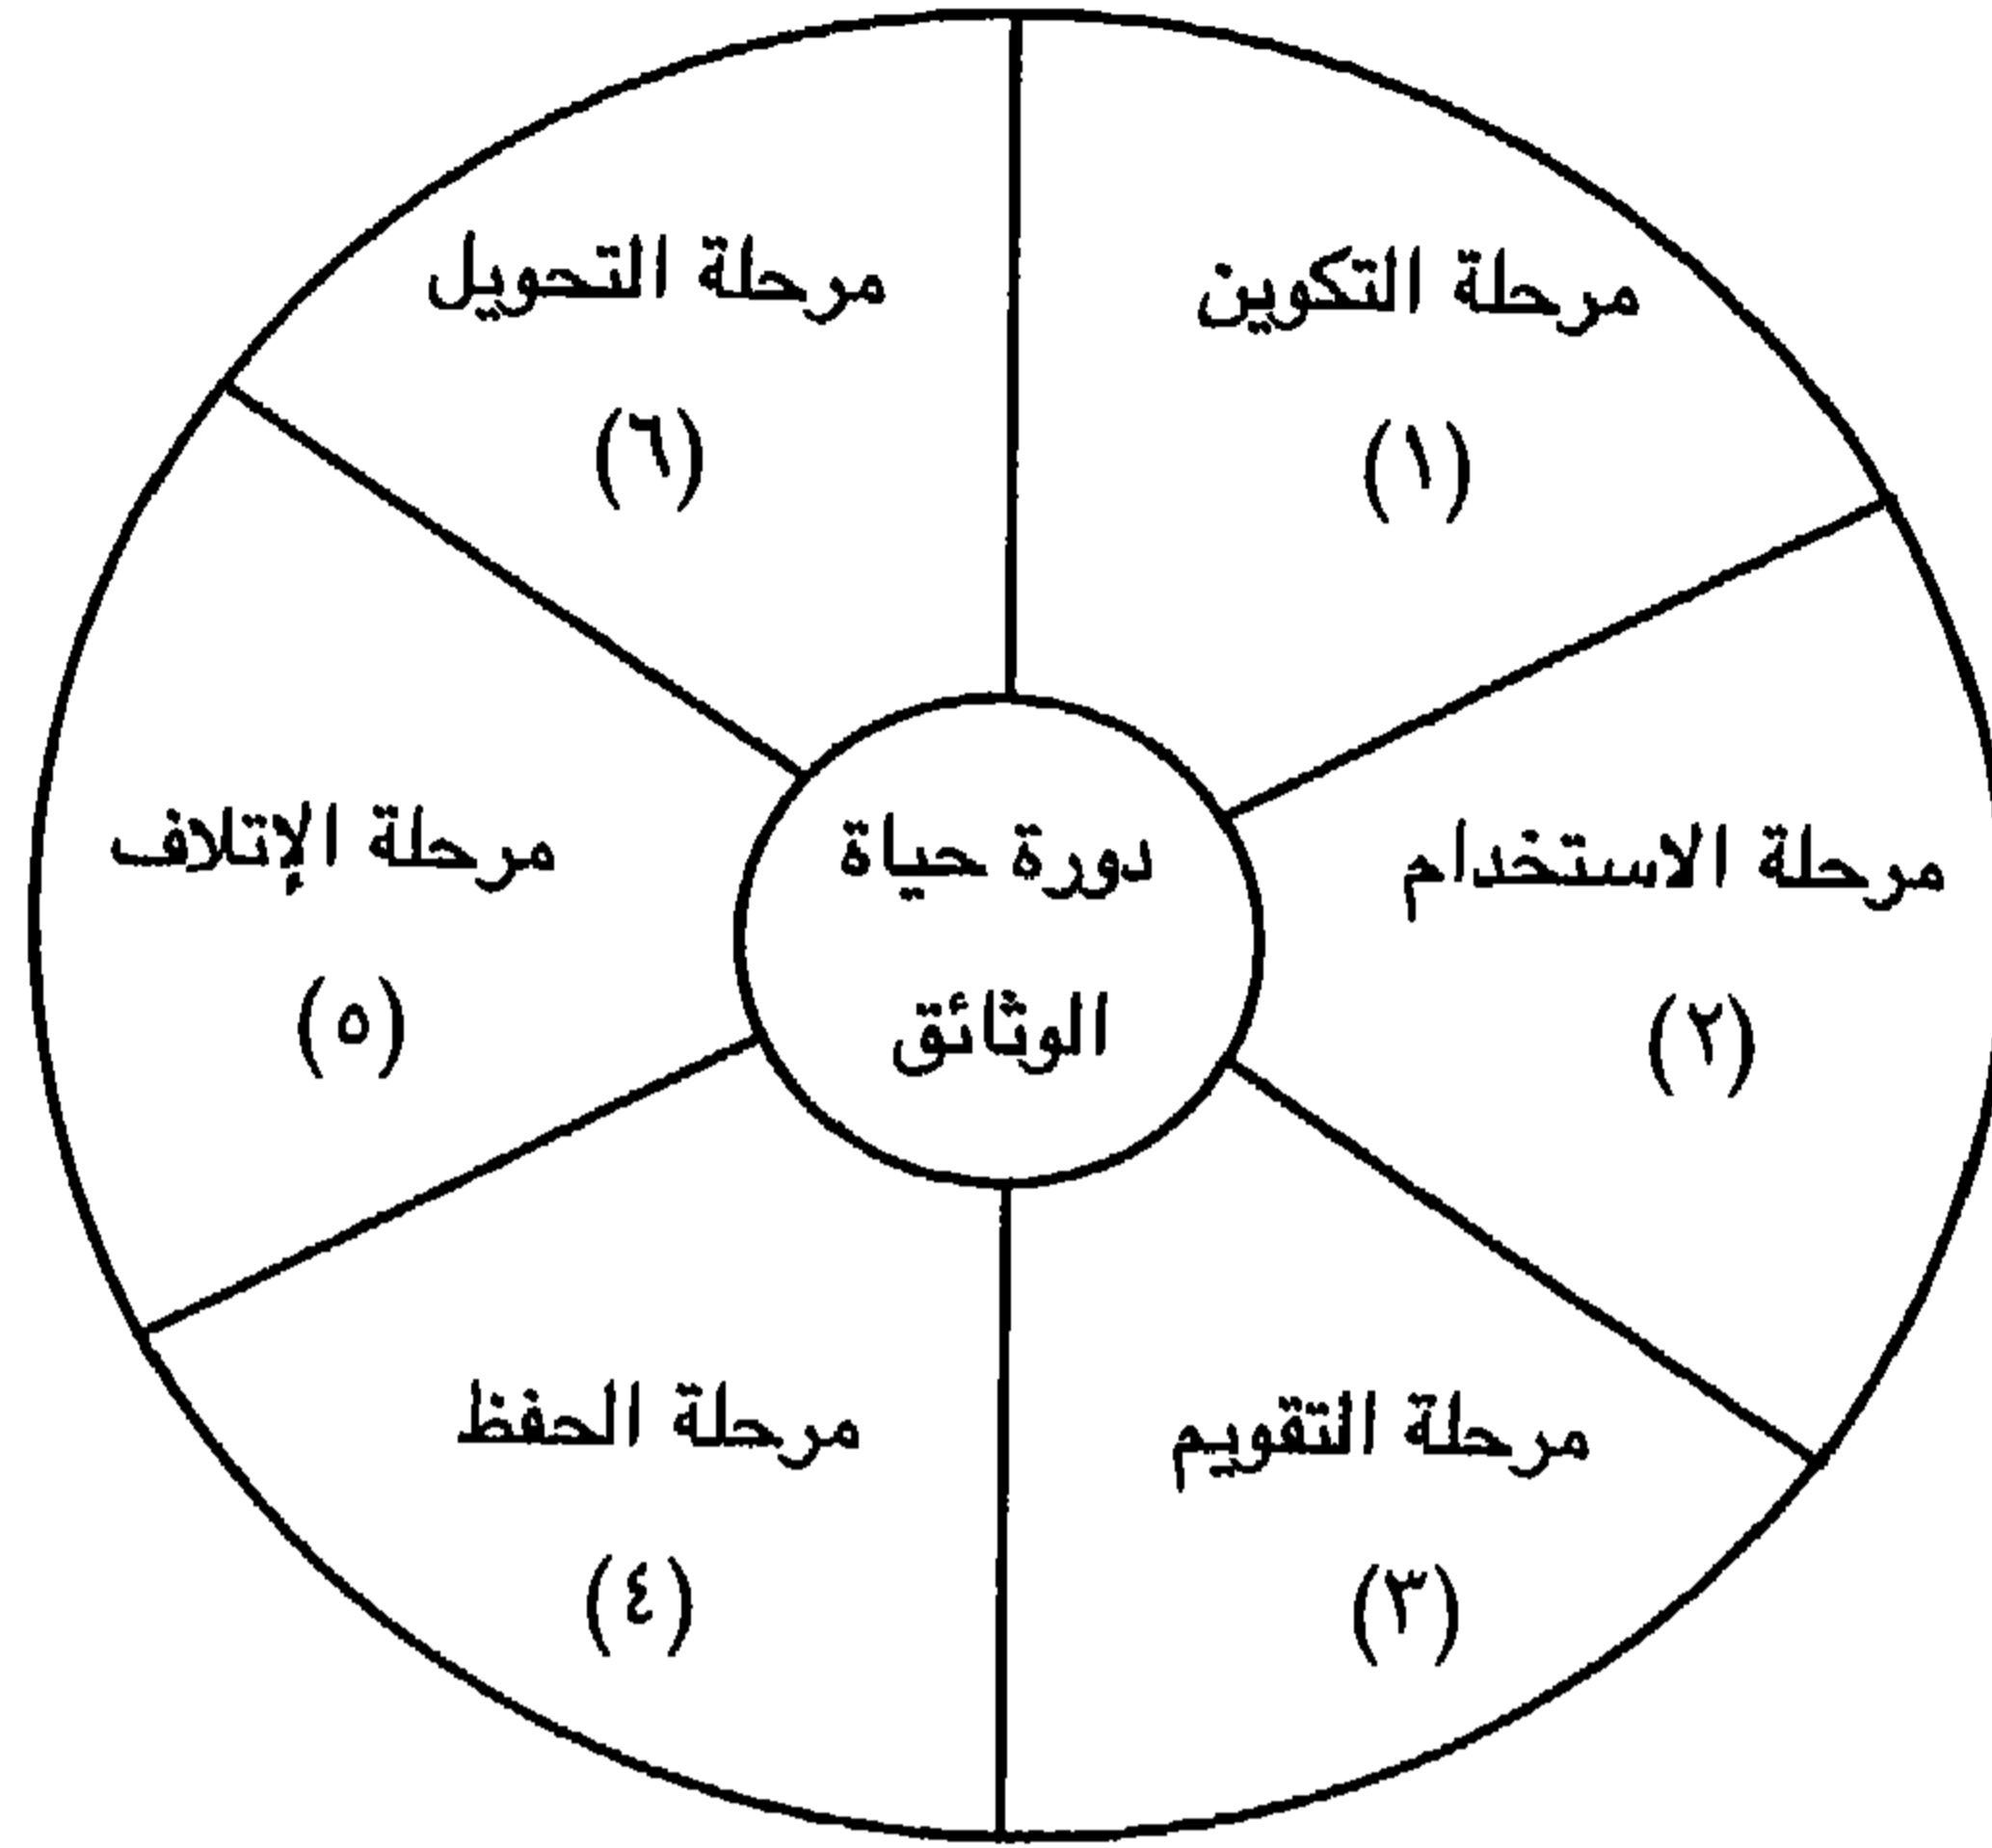 مرحلة التكوين
(١)
مرحلة الاستخدام
(٢)
مرحلة التقويم
(٣)
مرحلة الحفظ
(٤)
مرحلة الإتلاف
(٥)
مرحلة التحويل
(٦)
دورة حياة
الوثائق